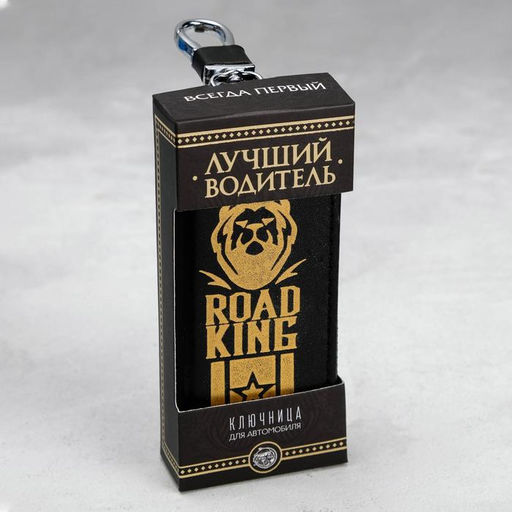 ВСЕГДА ПЕРВЫЙ
ЛУЧШИЙ
ВОДИТЕЛЬ
ROAD
KING
КЛЮЧНИЦА
ДЛЯ АВТОМОБИЛЯ